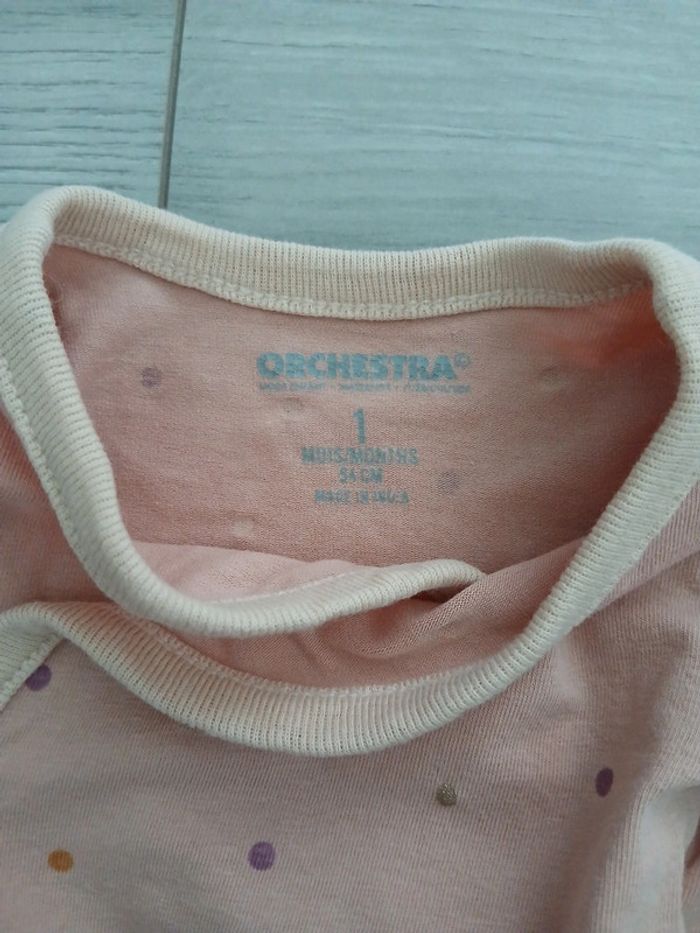 ORCHESTRA©
1
MOIS/MONTHS
54 CM
MADE IN INDIA